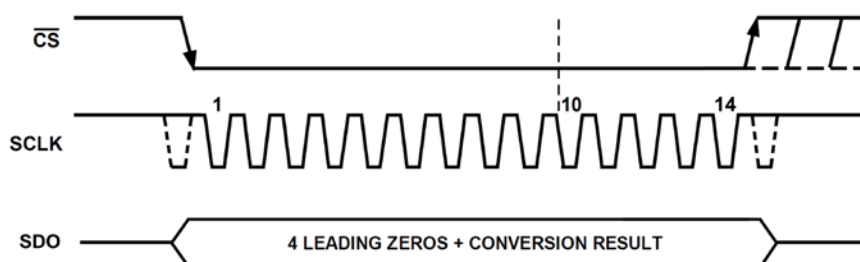 CS
1 10 14
SCLK
SDO 4 LEADING ZEROS + CONVERSION RESULT